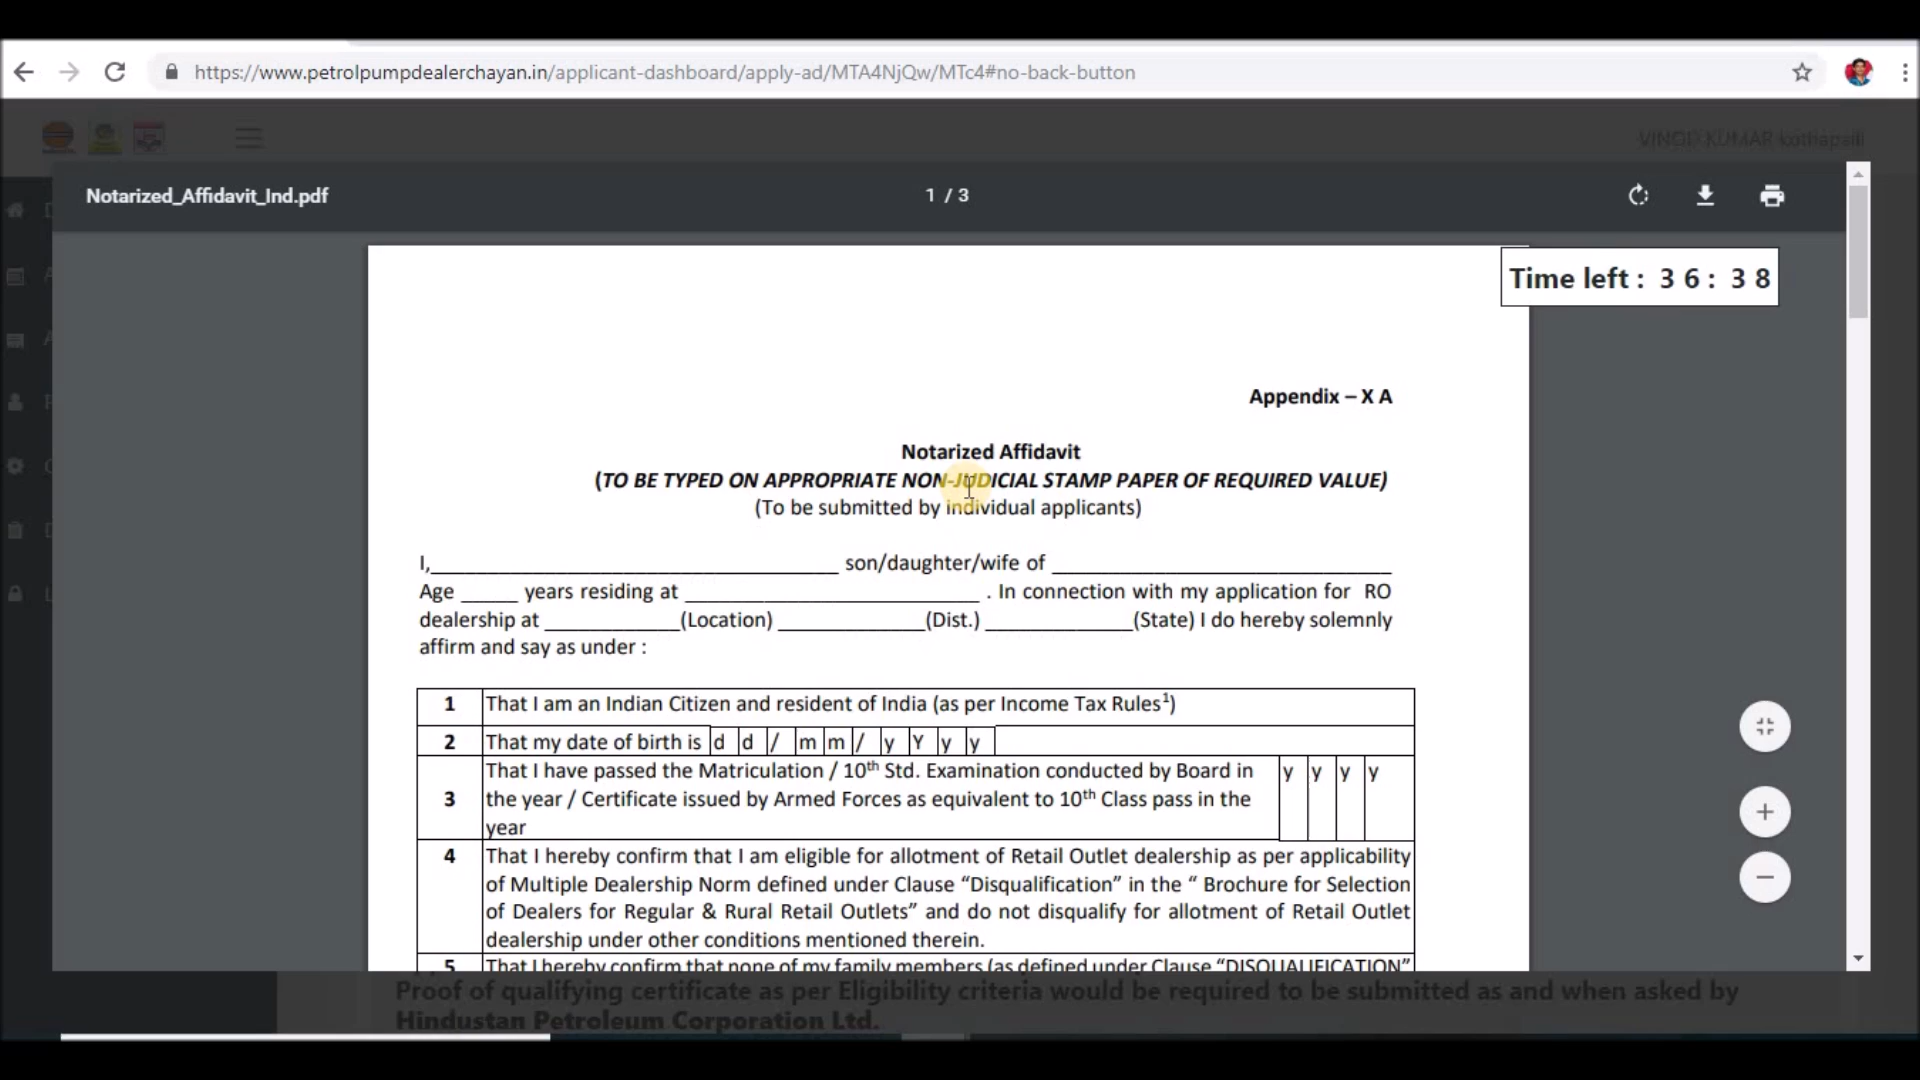 https://www.petrolpumpdealerchayan.in/applicant-dashboard/apply-ad/MTA4NjQw/MTc4#no-back-button
VINOD KUMAR kothapalli
Notarized_Affidavit_Ind.pdf
1 / 3
Time left : 3 6 : 3 8
Appendix – X A
Notarized Affidavit
(TO BE TYPED ON APPROPRIATE NON-JUDICIAL STAMP PAPER OF REQUIRED VALUE)
(To be submitted by individual applicants)
I,____________________________________ son/daughter/wife of ______________________________
Age _____ years residing at __________________________ . In connection with my application for RO
dealership at ____________(Location) _____________(Dist.) _____________(State) I do hereby solemnly
affirm and say as under :
1 That I am an Indian Citizen and resident of India (as per Income Tax Rules¹)
2 That my date of birth is d d / m m / y Y y y
That I have passed the Matriculation / 10th Std. Examination conducted by Board in y y y y
3 the year / Certificate issued by Armed Forces as equivalent to 10th Class pass in the
year
4 That I hereby confirm that I am eligible for allotment of Retail Outlet dealership as per applicability
of Multiple Dealership Norm defined under Clause “Disqualification” in the “ Brochure for Selection
of Dealers for Regular & Rural Retail Outlets” and do not disqualify for allotment of Retail Outlet
dealership under other conditions mentioned therein.
5 That I hereby confirm that none of my family members (as defined under Clause “DISQUALIFICATION”
Proof of qualifying certificate as per Eligibility criteria would be required to be submitted as and when asked by
Hindustan Petroleum Corporation Ltd.